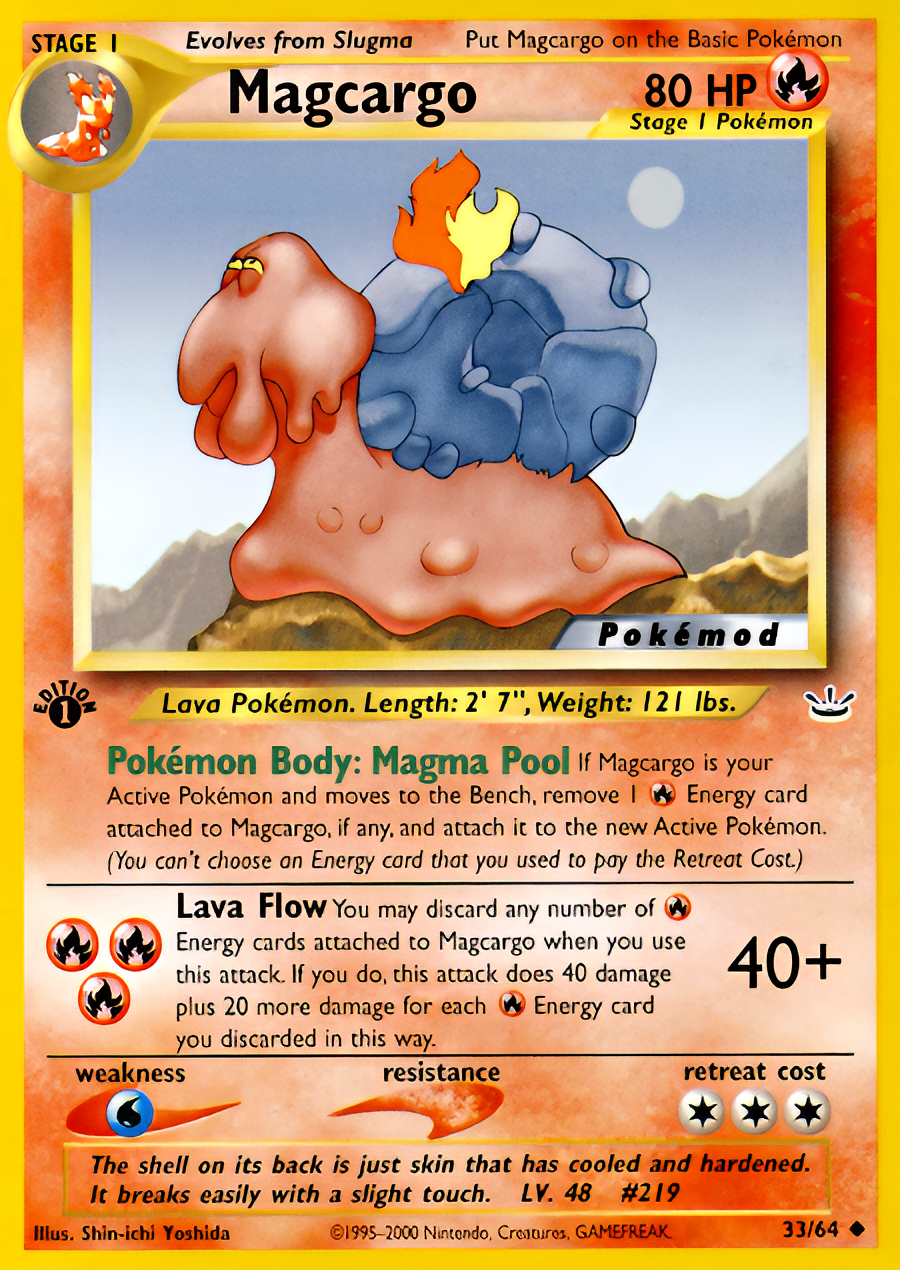 STAGE 1 Evolves from Slugma Put Magcargo on the Basic Pokémon
Magcargo 80 HP
Stage 1 Pokémon
Pokémod
EDITION 1
Lava Pokémon. Length: 2' 7", Weight: 121 lbs.
Pokémon Body: Magma Pool If Magcargo is your
Active Pokémon and moves to the Bench, remove 1 Energy card
attached to Magcargo, if any, and attach it to the new Active Pokémon.
(You can't choose an Energy card that you used to pay the Retreat Cost.)
Lava Flow You may discard any number of
Energy cards attached to Magcargo when you use
this attack. If you do, this attack does 40 damage
plus 20 more damage for each Energy card
you discarded in this way.
40+
weakness resistance retreat cost
The shell on its back is just skin that has cooled and hardened.
It breaks easily with a slight touch. LV. 48 #219
Illus. Shin-ichi Yoshida ©1995-2000 Nintendo, Creatures, GAMEFREAK 33/64